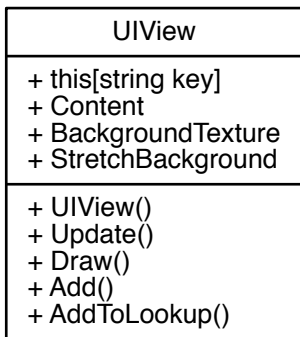 UIView
+ this[string key]
+ Content
+ BackgroundTexture
+ StretchBackground
+ UIView()
+ Update()
+ Draw()
+ Add()
+ AddToLookup()